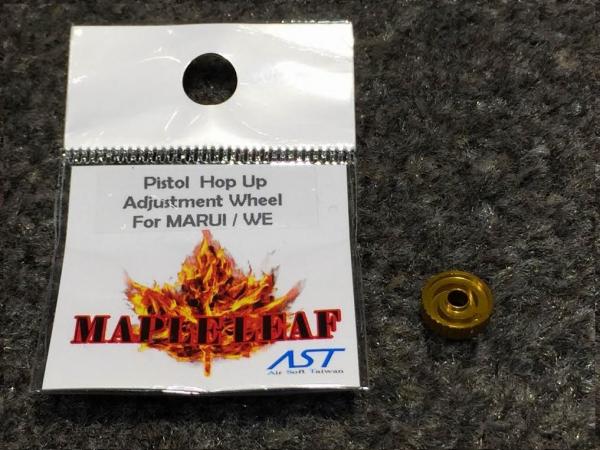 Pistol Hop Up
Adjustment Wheel
For MARUI / WE
MAPLE LEAF
AST
Air Soft Taiwan